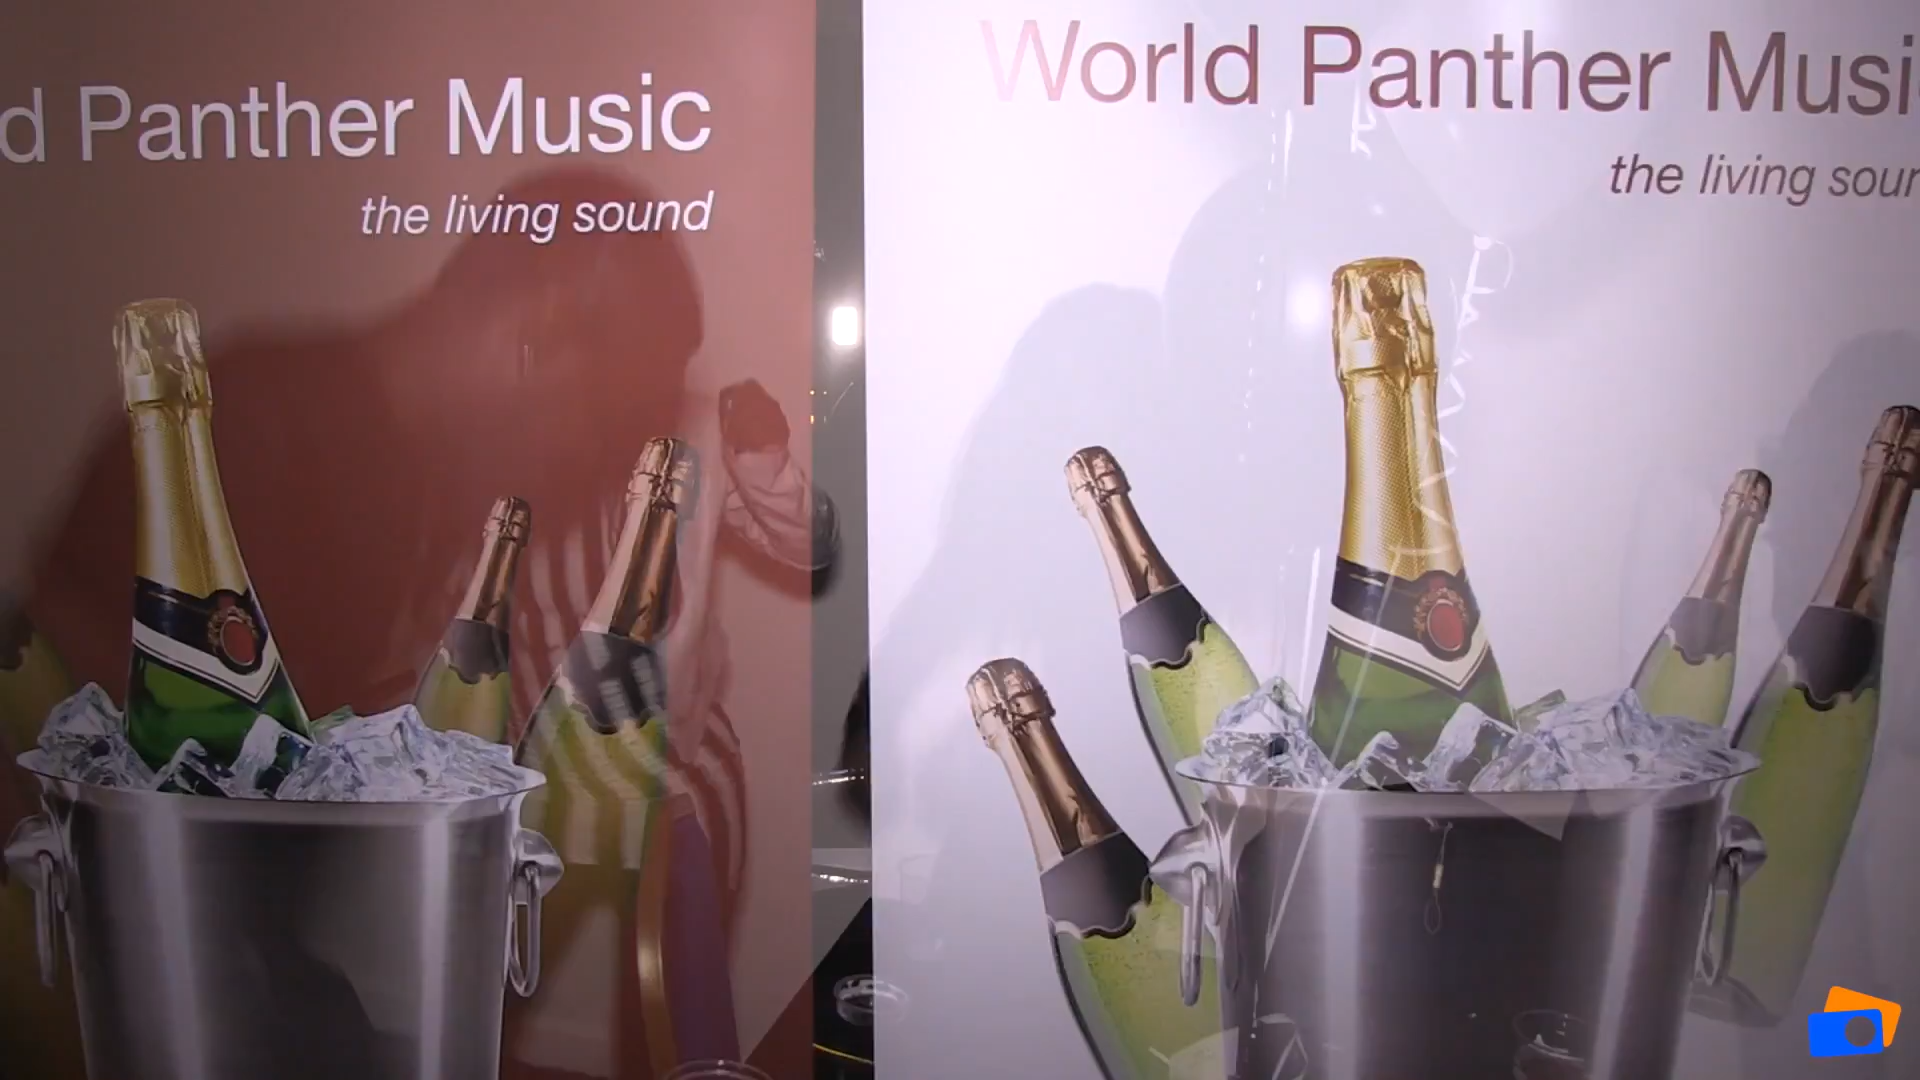 d Panther Music
the living sound
World Panther Musi
the living sour